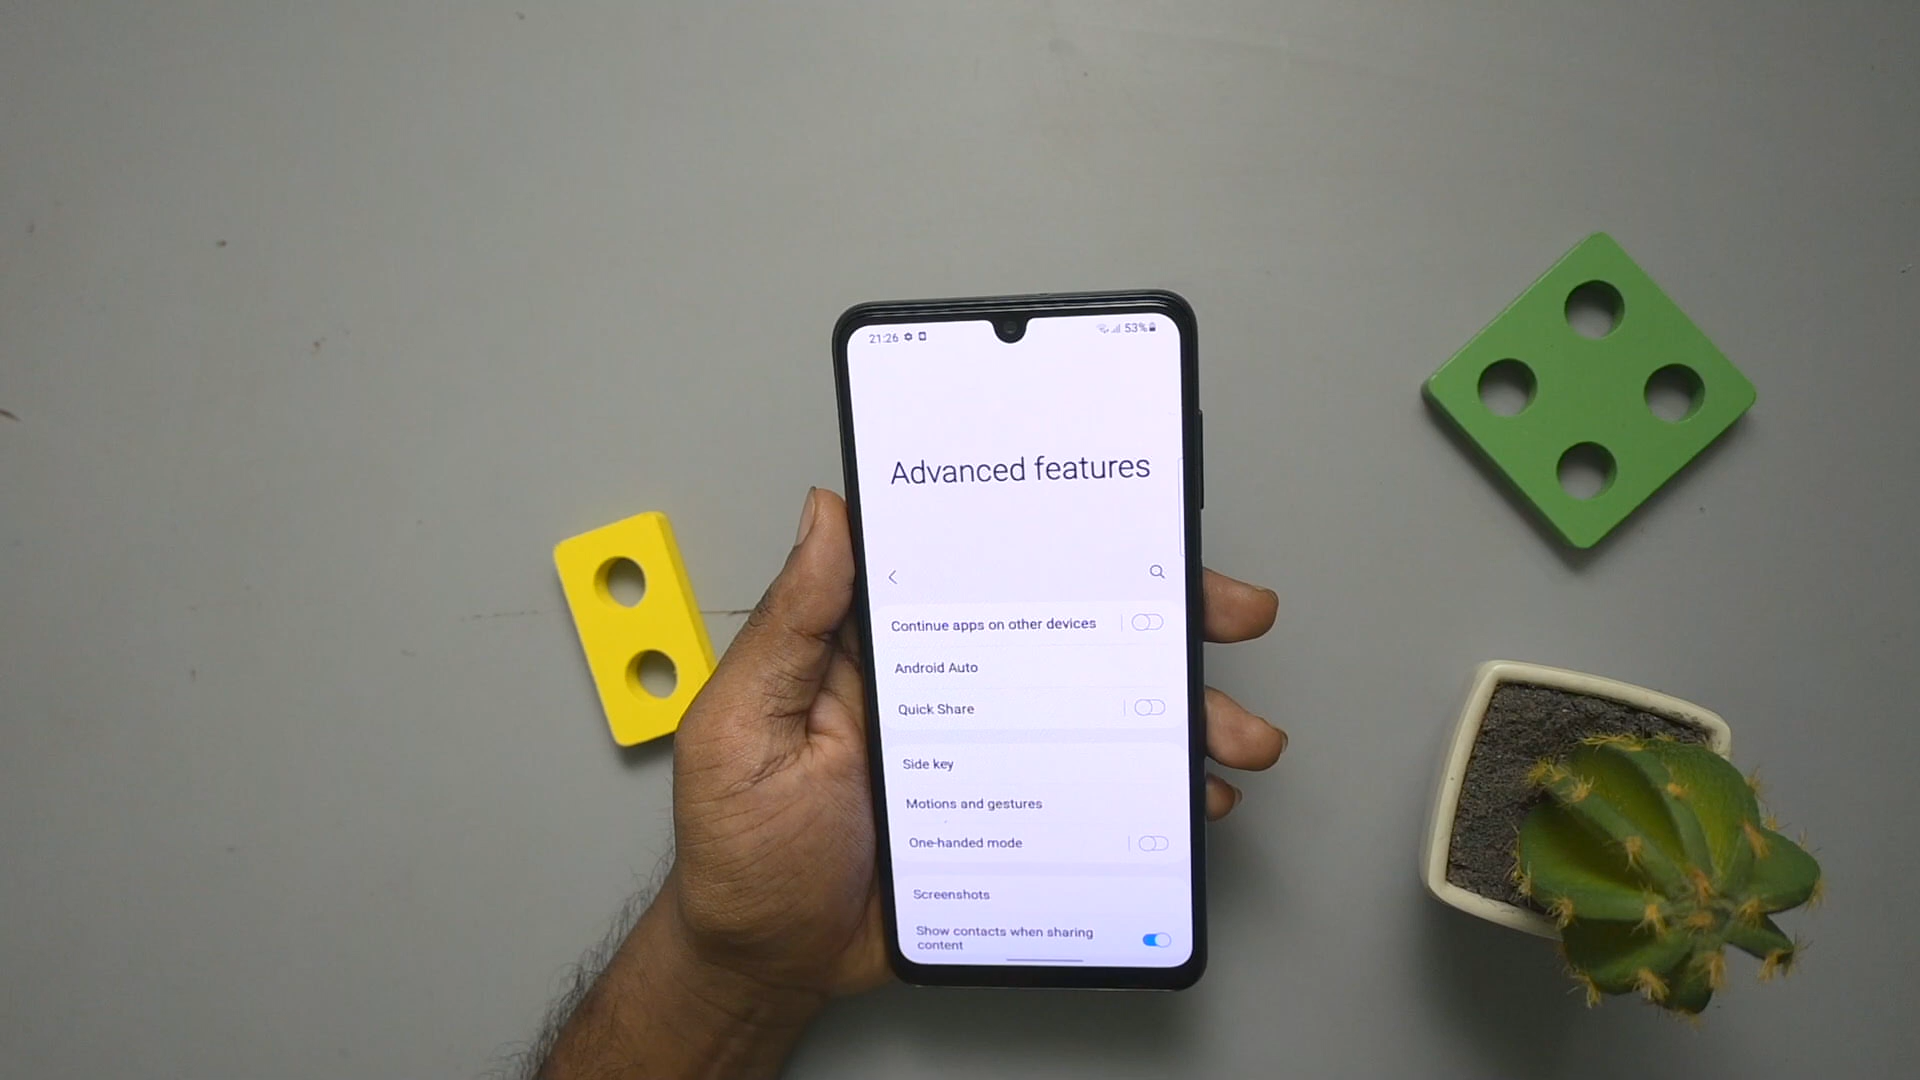 21:26
53%
Advanced features
Continue apps on other devices
Android Auto
Quick Share
Side key
Motions and gestures
One-handed mode
Screenshots
Show contacts when sharing
content